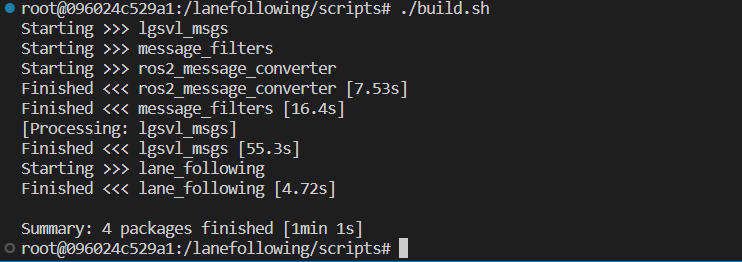 root@096024c529a1:/lanefollowing/scripts# ./build.sh
Starting >>> lgsvl_msgs
Starting >>> message_filters
Starting >>> ros2_message_converter
Finished <<< ros2_message_converter [7.53s]
Finished <<< message_filters [16.4s]
[Processing: lgsvl_msgs]
Finished <<< lgsvl_msgs [55.3s]
Starting >>> lane_following
Finished <<< lane_following [4.72s]
Summary: 4 packages finished [1min 1s]
root@096024c529a1:/lanefollowing/scripts#